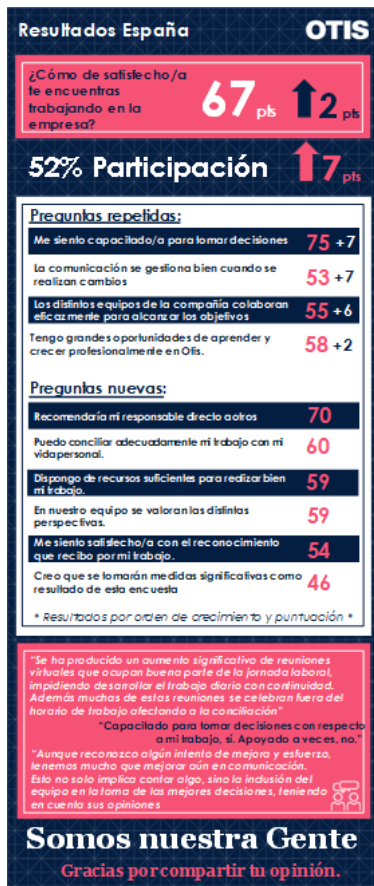 Resultados España
OTIS
¿Cómo de satisfecho/a
te encuentras
trabajando en la
empresa?
67 pts
2 pts
52% Participación
7 pts
Preguntas repetidas:
Me siento capacitado/a para tomar decisiones 75 +7
La comunicación se gestiona bien cuando se
realizan cambios
53 +7
Los distintos equipos de la compañía colaboran
eficazmente para alcanzar los objetivos
55 +6
Tengo grandes oportunidades de aprender y
crecer profesionalmente en Otis.
58 +2
Preguntas nuevas:
Recomendaría mi responsable directo a otros 70
Puedo conciliar adecuadamente mi trabajo con mi
vida personal.
60
Dispongo de recursos suficientes para realizar bien
mi trabajo.
59
En nuestro equipo se valoran las distintas
perspectivas.
59
Me siento satisfecho/a con el reconocimiento
que recibo por mi trabajo.
54
Creo que se tomarán medidas significativas como
resultado de esta encuesta
46
* Resultados por orden de crecimiento y puntuación *
"Se ha producido un aumento significativo de reuniones
virtuales que ocupan buena parte de la jornada laboral,
impidiendo desarrollar el trabajo diario con continuidad.
Además muchas de estas reuniones se celebran fuera del
horario de trabajo afectando a la conciliación"
"Capacitado para tomar decisiones con respecto
a mi trabajo, sí. Apoyado a veces, no."
"Aunque reconozco algún intento de mejora y esfuerzo,
tenemos mucho que mejorar aún en comunicación.
Esto no solo implica contar algo, sino la inclusión del
equipo en la toma de las mejores decisiones, teniendo
en cuenta sus opiniones
Somos nuestra Gente
Gracias por compartir tu opinión.